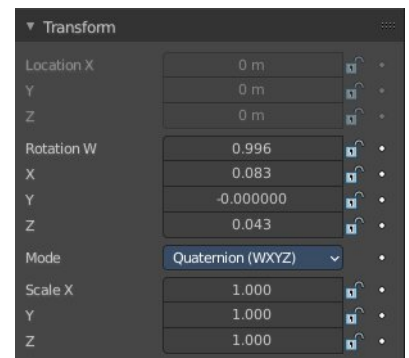 Transform
Location X 0 m
Y 0 m
Z 0 m
Rotation W 0.996
X 0.083
Y -0.000000
Z 0.043
Mode Quaternion (WXYZ)
Scale X 1.000
Y 1.000
Z 1.000